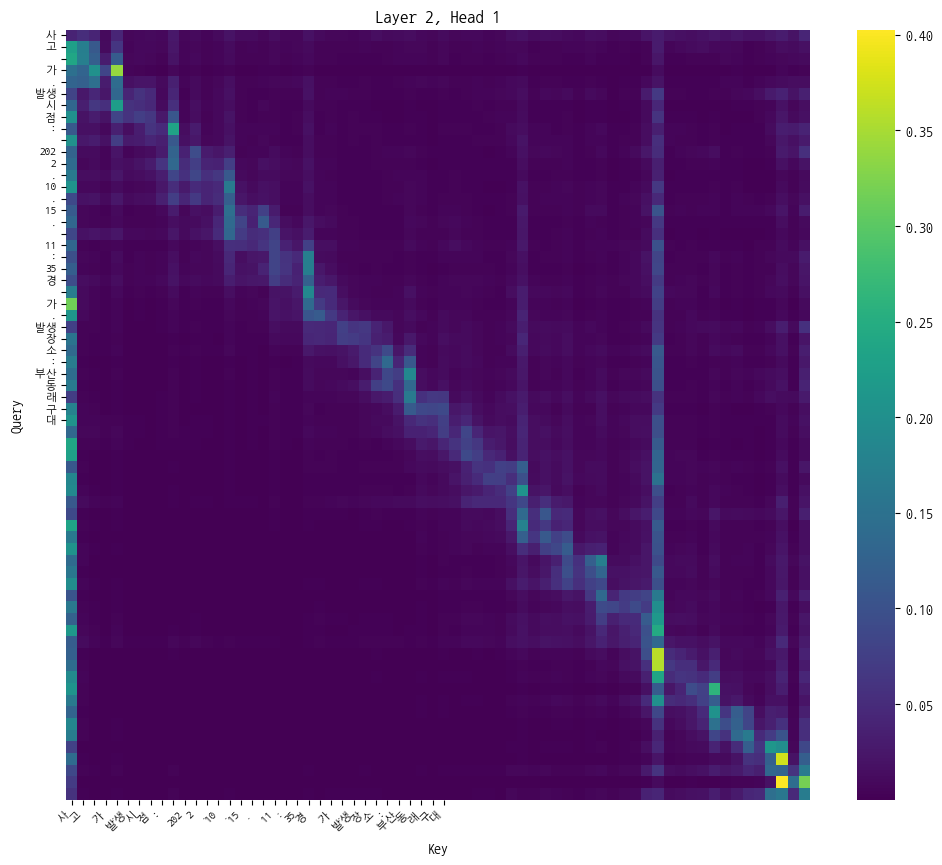 Layer 2, Head 1
사
고
가
.
발생
시
점
:
202
2
.
10
.
15
.
11
:
35
경
가
.
발생
장
소
:
부산
동
래
구
대
Query
사 고 가 . 발생 시 점 : 202 2 . 10 . 15 . 11 : 35 경 가 . 발생 장 소 : 부산 동 래 구 대
Key
0.40
0.35
0.30
0.25
0.20
0.15
0.10
0.05